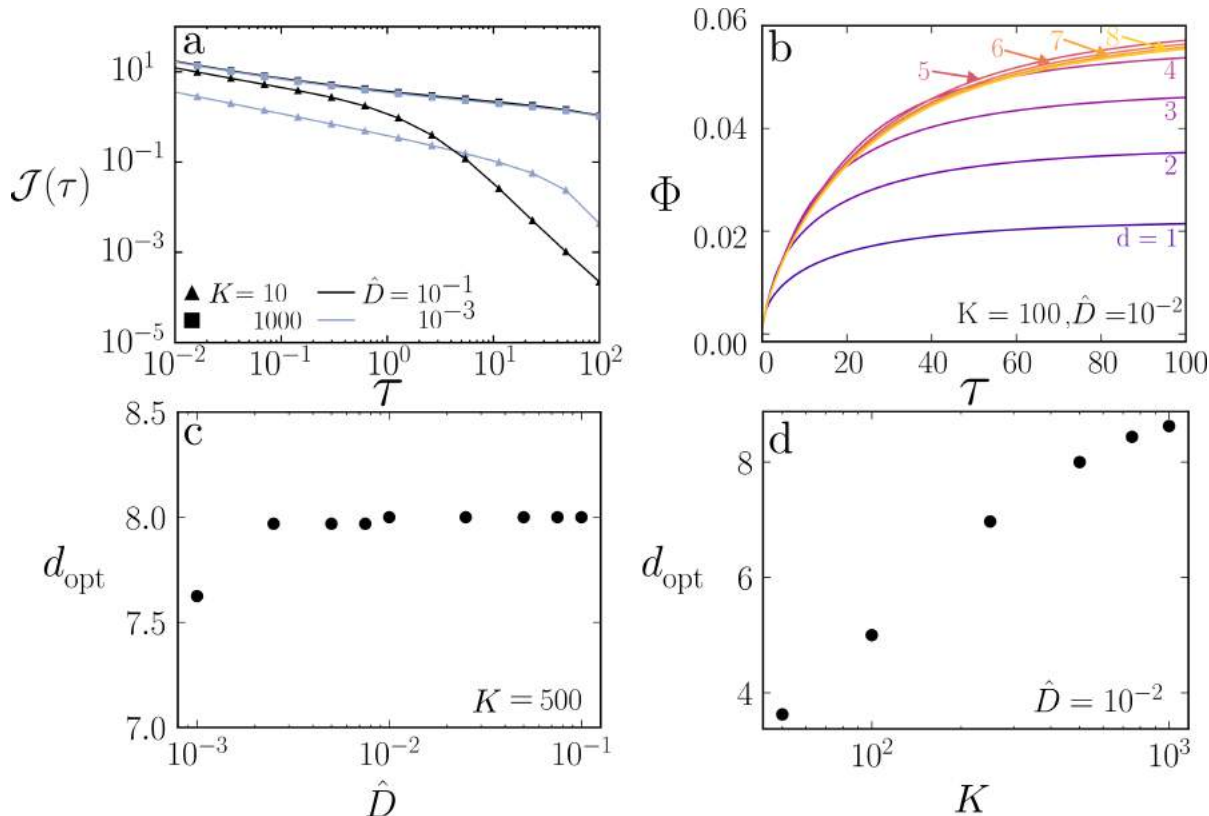 a
10^1
10^{-1}
10^{-3}
10^{-5}
𝒥(τ)
▲ K = 10 — D̂ = 10^{-1}
■ 1000 — 10^{-3}
10^{-2} 10^{-1} 10^0 10^1 10^2
τ
b
0.06
0.04
0.02
0.00
Φ
5 6 7 8
4
3
2
d = 1
K = 100 , D̂ = 10^{-2}
0 20 40 60 80 100
τ
c
8.5
8.0
7.5
7.0
d_opt
K = 500
10^{-3} 10^{-2} 10^{-1}
D̂
d
8
6
4
d_opt
D̂ = 10^{-2}
10^2 10^3
K